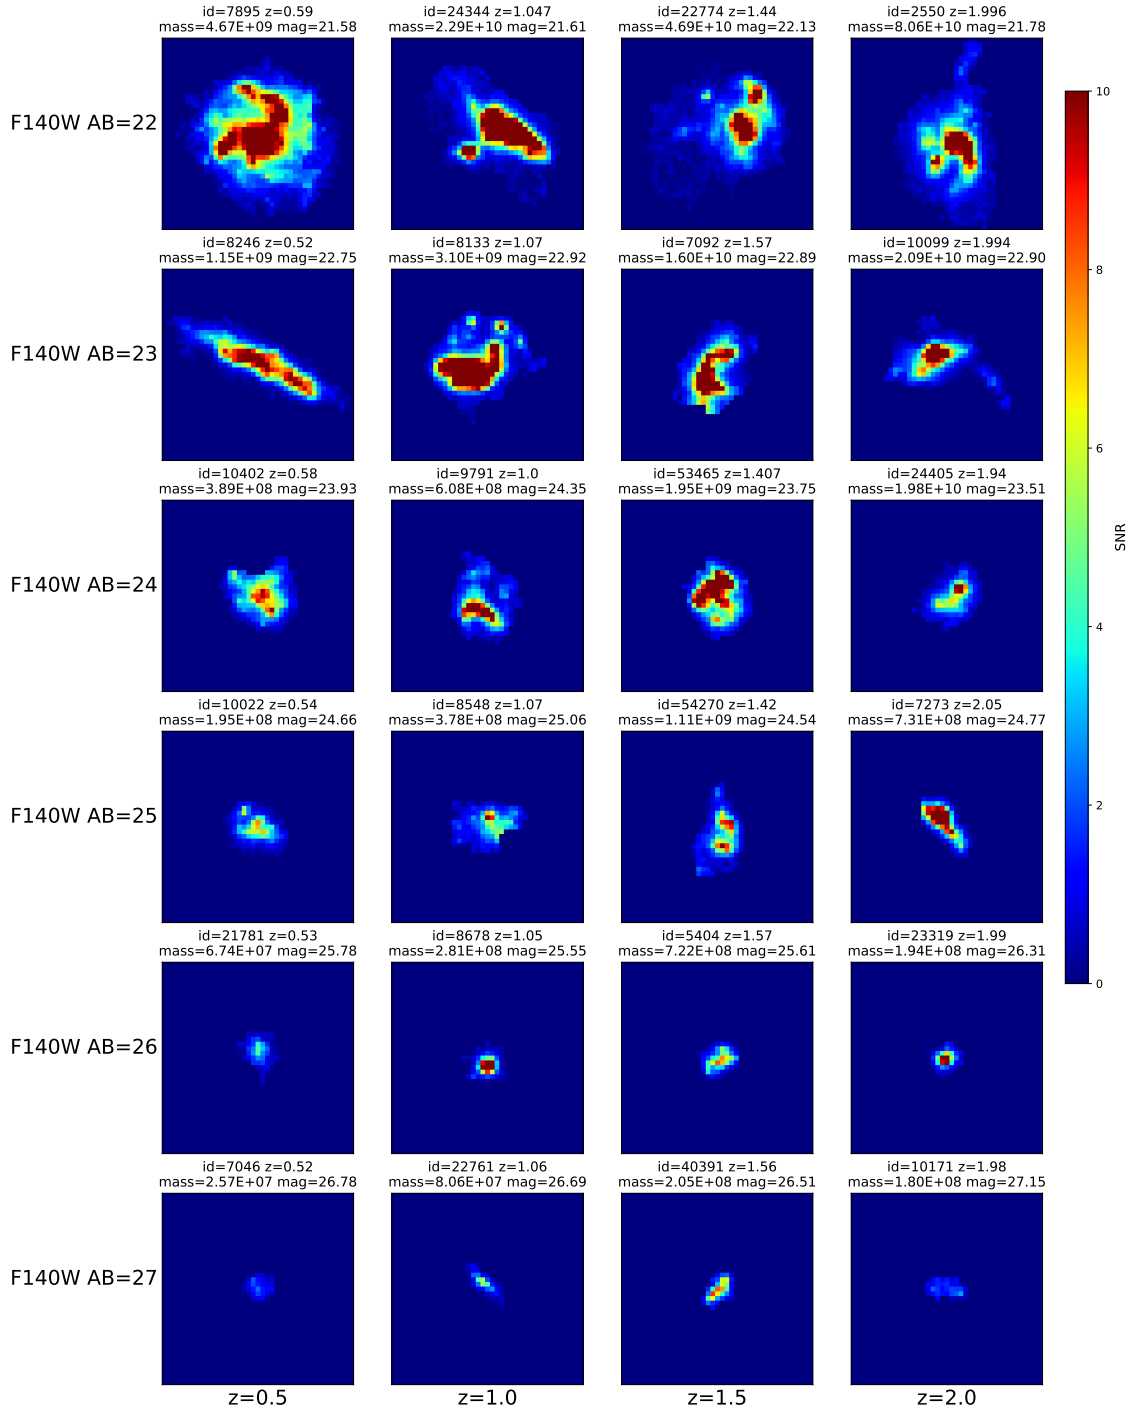 id=7895 z=0.59
mass=4.67E+09 mag=21.58
id=24344 z=1.047
mass=2.29E+10 mag=21.61
id=22774 z=1.44
mass=4.69E+10 mag=22.13
id=2550 z=1.996
mass=8.06E+10 mag=21.78
F140W AB=22
id=8246 z=0.52
mass=1.15E+09 mag=22.75
id=8133 z=1.07
mass=3.10E+09 mag=22.92
id=7092 z=1.57
mass=1.60E+10 mag=22.89
id=10099 z=1.994
mass=2.09E+10 mag=22.90
F140W AB=23
id=10402 z=0.58
mass=3.89E+08 mag=23.93
id=9791 z=1.0
mass=6.08E+08 mag=24.35
id=53465 z=1.407
mass=1.95E+09 mag=23.75
id=24405 z=1.94
mass=1.98E+10 mag=23.51
F140W AB=24
id=10022 z=0.54
mass=1.95E+08 mag=24.66
id=8548 z=1.07
mass=3.78E+08 mag=25.06
id=54270 z=1.42
mass=1.11E+09 mag=24.54
id=7273 z=2.05
mass=7.31E+08 mag=24.77
F140W AB=25
id=21781 z=0.53
mass=6.74E+07 mag=25.78
id=8678 z=1.05
mass=2.81E+08 mag=25.55
id=5404 z=1.57
mass=7.22E+08 mag=25.61
id=23319 z=1.99
mass=1.94E+08 mag=26.31
F140W AB=26
id=7046 z=0.52
mass=2.57E+07 mag=26.78
id=22761 z=1.06
mass=8.06E+07 mag=26.69
id=40391 z=1.56
mass=2.05E+08 mag=26.51
id=10171 z=1.98
mass=1.80E+08 mag=27.15
F140W AB=27
z=0.5
z=1.0
z=1.5
z=2.0
10
8
6
4
2
0
SNR